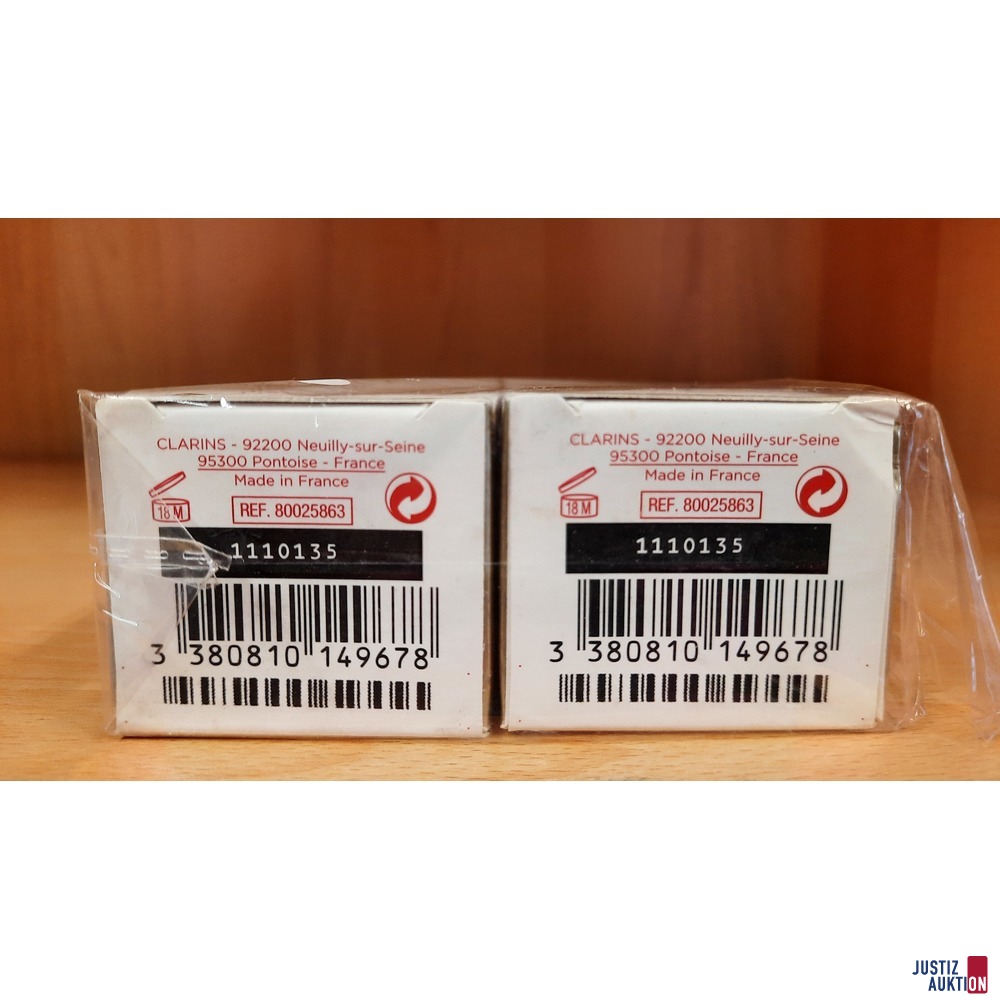 CLARINS - 92200 Neuilly-sur-Seine
95300 Pontoise - France
Made in France
18 M
REF. 80025863
1110135
3 380810 149678
CLARINS - 92200 Neuilly-sur-Seine
95300 Pontoise - France
Made in France
18 M
REF. 80025863
1110135
3 380810 149678
JUSTIZ
AUKTION